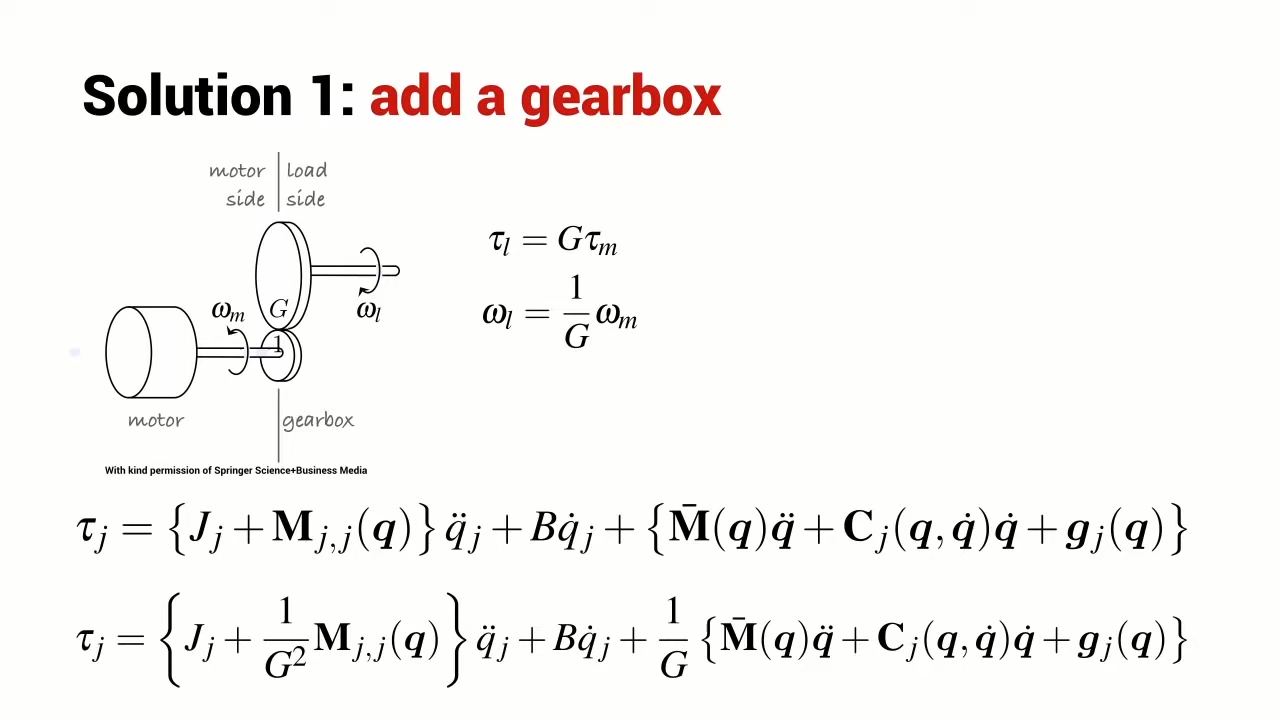 Solution 1: add a gearbox
motor side | load side
τ_l = Gτ_m
ω_l = 1/G ω_m
ω_m G ω_l
1
motor gearbox
With kind permission of Springer Science+Business Media
τ_j = {J_j + M_{j,j}(q)} q̈_j + Bq̇_j + {M̄(q)q̈ + C_j(q, q̇)q̇ + g_j(q)}
τ_j = {J_j + 1/G² M_{j,j}(q)} q̈_j + Bq̇_j + 1/G {M̄(q)q̈ + C_j(q, q̇)q̇ + g_j(q)}